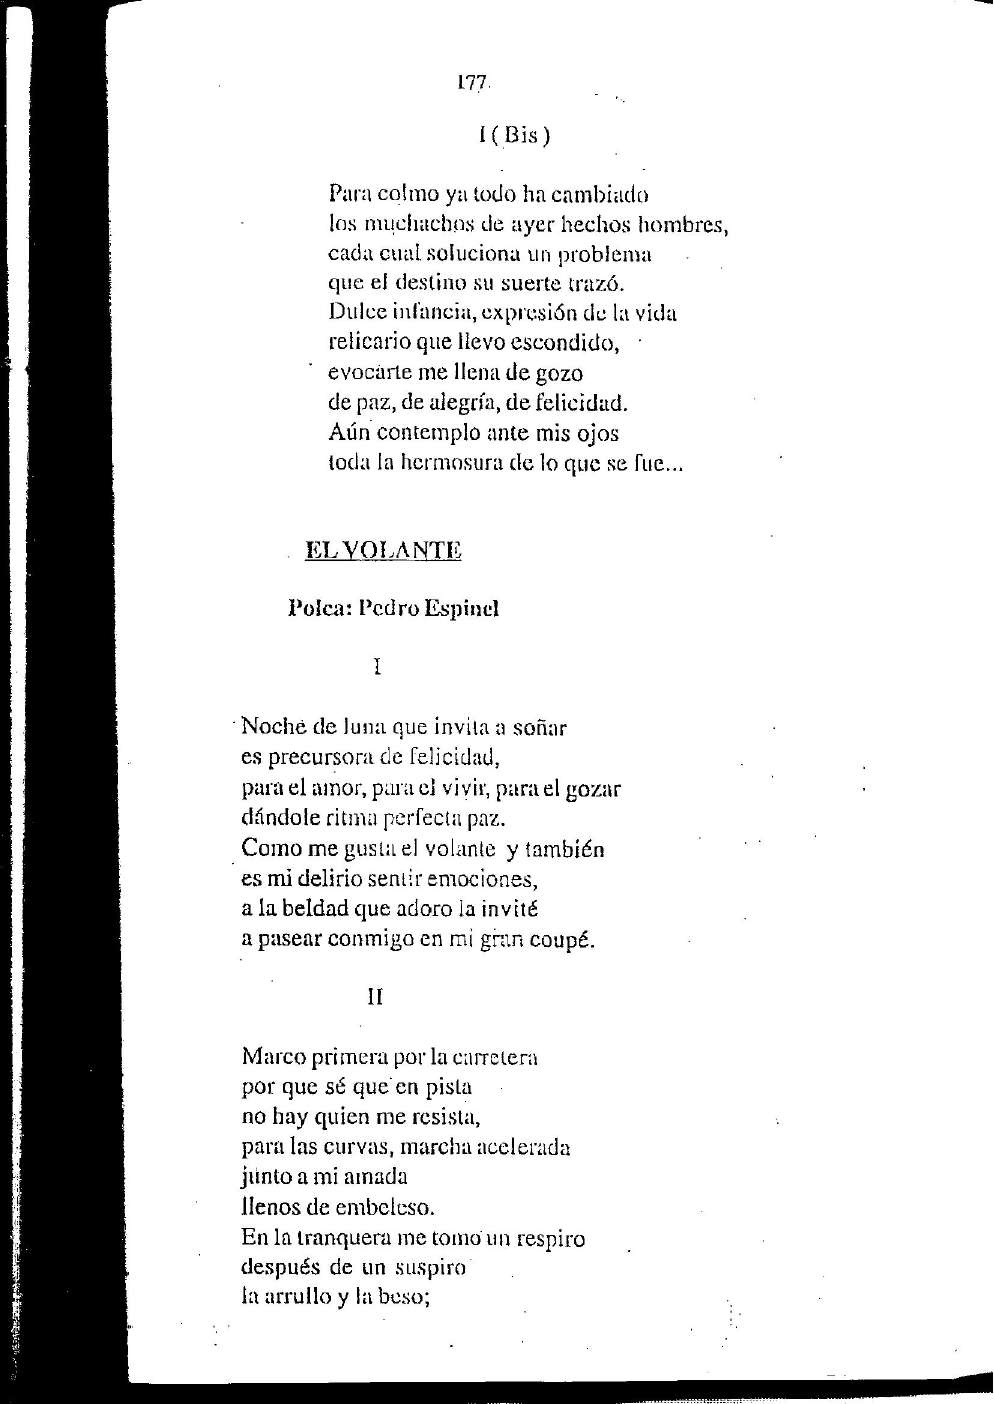 177
I ( Bis )
Para colmo ya todo ha cambiado
los muchachos de ayer hechos hombres,
cada cual soluciona un problema
que el destino su suerte trazó.
Dulce infancia, expresión de la vida
relicario que llevo escondido,
evocarte me llena de gozo
de paz, de alegría, de felicidad.
Aún contemplo ante mis ojos
toda la hermosura de lo que se fue...
EL VOLANTE
Polca: Pedro Espinel
I
Noche de luna que invita a soñar
es precursora de felicidad,
para el amor, para el vivir, para el gozar
dándole ritma perfecta paz.
Como me gusta el volante y también
es mi delirio sentir emociones,
a la beldad que adoro la invité
a pasear conmigo en mi gran coupé.
II
Marco primera por la carretera
por que sé que en pista
no hay quien me resista,
para las curvas, marcha acelerada
junto a mi amada
llenos de embeleso.
En la tranquera me tomo un respiro
después de un suspiro
la arrullo y la beso;